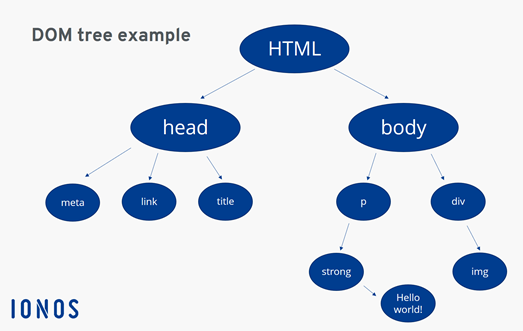 DOM tree example
HTML
head
body
meta
link
title
p
div
strong
img
Hello
world!
IONOS